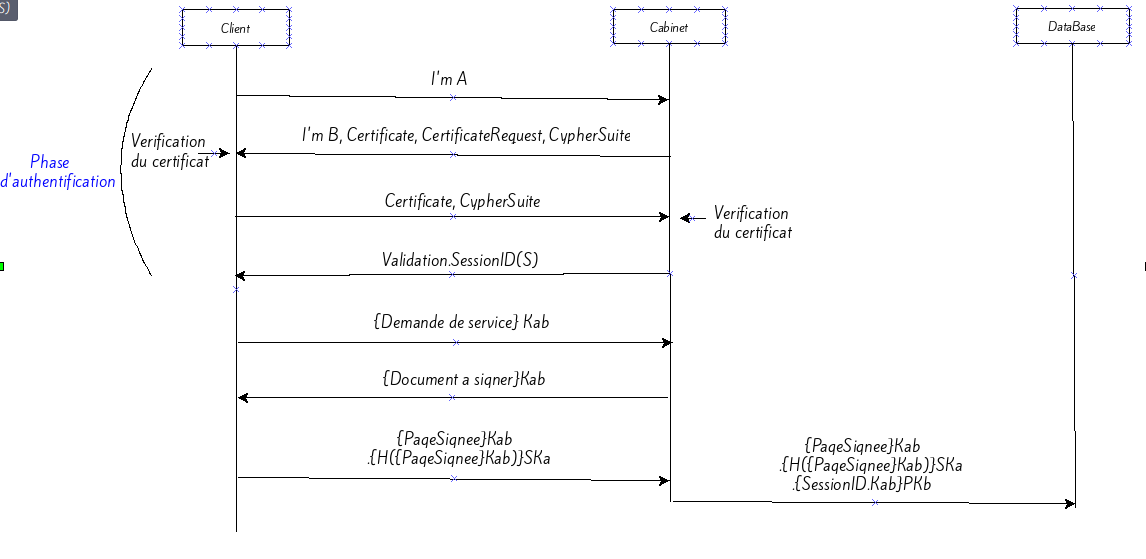 S)
Client
Cabinet
DataBase
I'm A
I'm B, Certificate, CertificateRequest, CypherSuite
Verification
du certificat
Phase
d'authentification
Certificate, CypherSuite
Verification
du certificat
Validation.SessionID(S)
{Demande de service} Kab
{Document a signer}Kab
{PageSignee}Kab
.{H({PageSignee}Kab)}SKa
{PageSignee}Kab
.{H({PageSignee}Kab)}SKa
.{SessionID.Kab}PKb